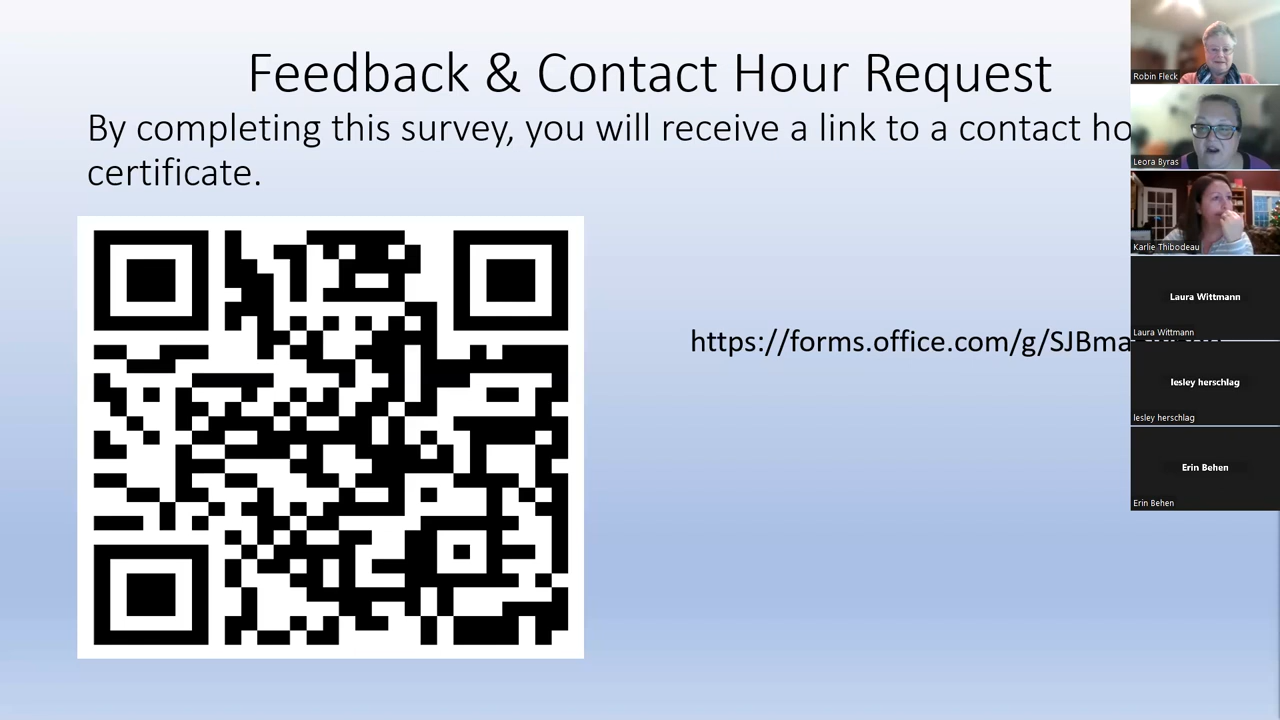 Feedback & Contact Hour Request
By completing this survey, you will receive a link to a contact
certificate.
https://forms.office.com/g/SJBma
Robin Fleck
Leora Byras
Karlie Thibodeau
Laura Wittmann
Laura Wittmann
lesley herschlag
lesley herschlag
Erin Behen
Erin Behen